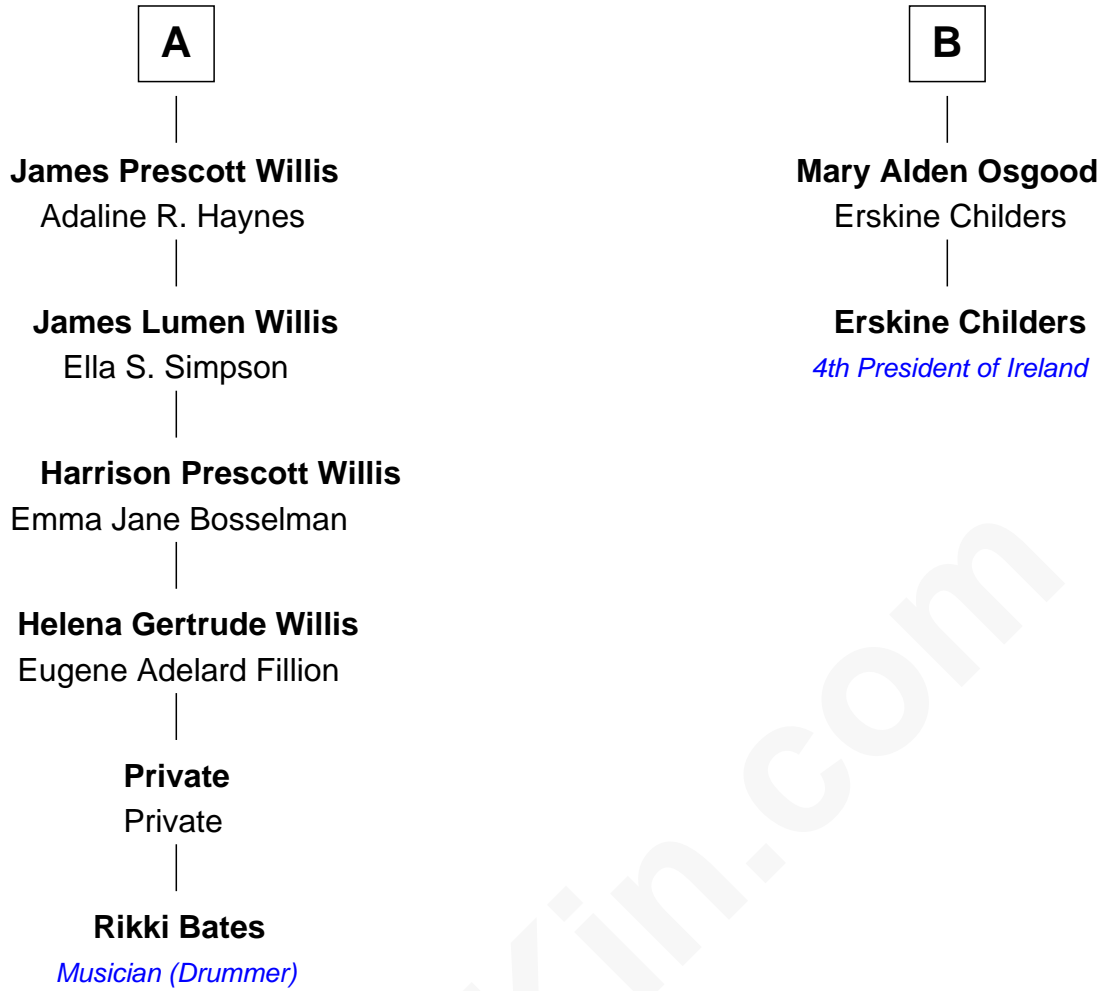 A
James Prescott Willis
Adaline R. Haynes
James Lumen Willis
Ella S. Simpson
Harrison Prescott Willis
Emma Jane Bosselman
Helena Gertrude Willis
Eugene Adelard Fillion
Private
Private
Rikki Bates
Musician (Drummer)
B
Mary Alden Osgood
Erskine Childers
Erskine Childers
4th President of Ireland